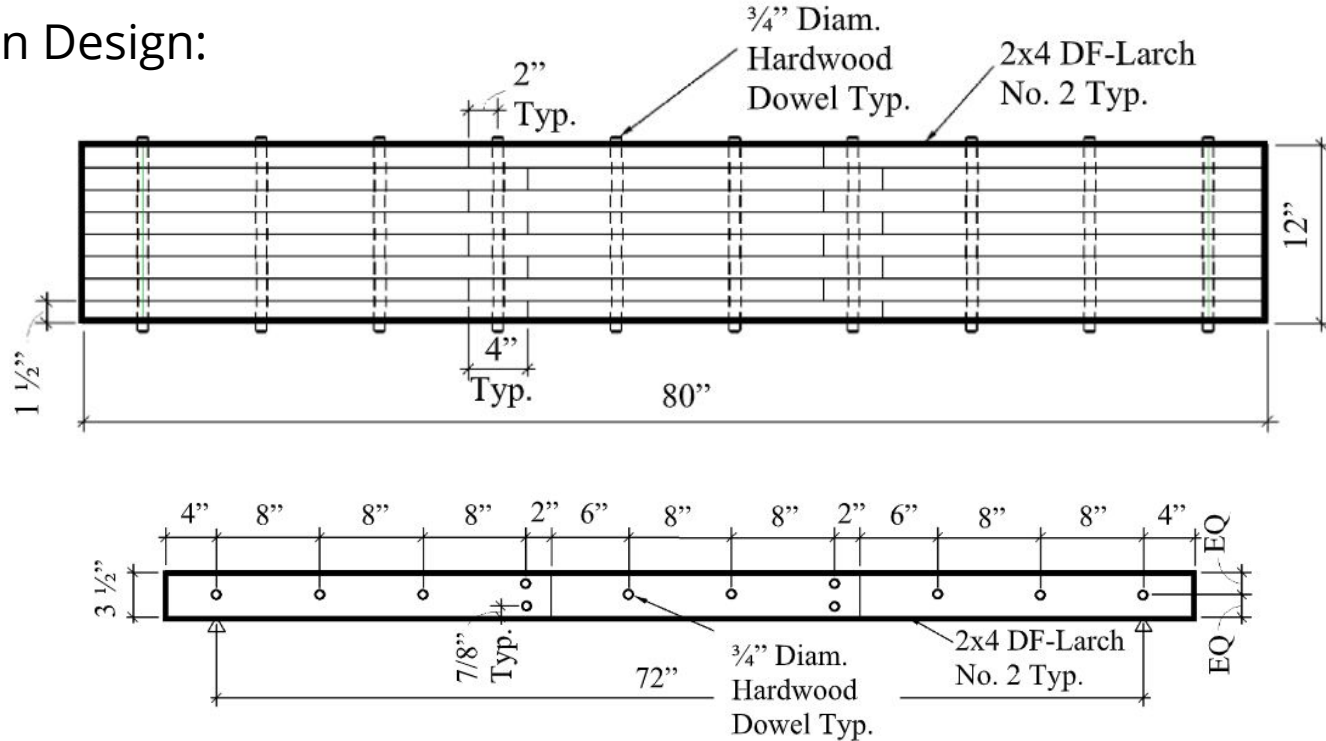 n Design:
¾” Diam.
Hardwood
Dowel Typ.
2x4 DF-Larch
No. 2 Typ.
2”
Typ.
12”
1 ½”
4”
Typ.
80”
4” 8” 8” 8” 2” 6” 8” 8” 2” 6” 8” 8” 4”
EQ
3 ½”
7/8”
Typ.
72”
¾” Diam.
Hardwood
Dowel Typ.
2x4 DF-Larch
No. 2 Typ.
EQ